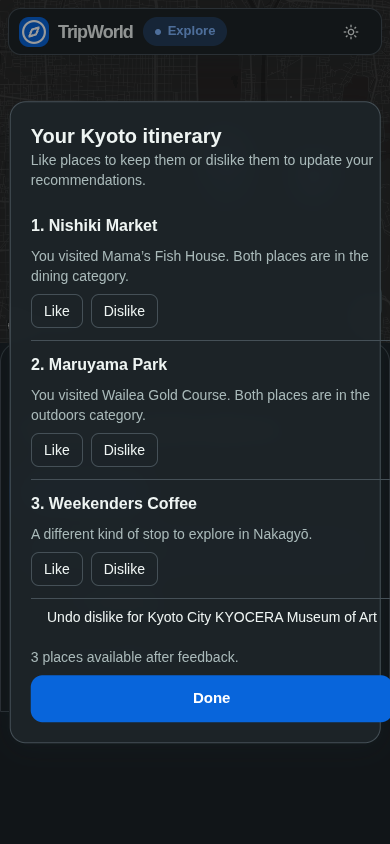 TripWorld
Explore
Your Kyoto itinerary
Like places to keep them or dislike them to update your
recommendations.
1. Nishiki Market
You visited Mama's Fish House. Both places are in the
dining category.
Like
Dislike
2. Maruyama Park
You visited Wailea Gold Course. Both places are in the
outdoors category.
Like
Dislike
3. Weekenders Coffee
A different kind of stop to explore in Nakagyō.
Like
Dislike
Undo dislike for Kyoto City KYOCERA Museum of Art
3 places available after feedback.
Done